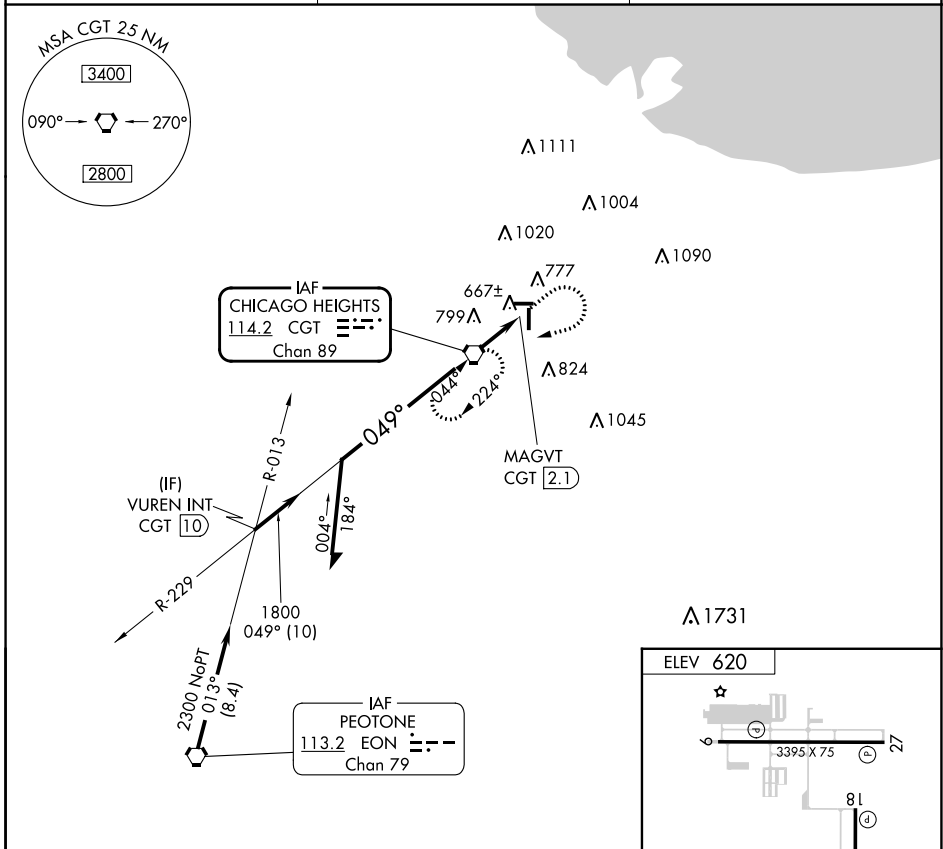 MSA CGT 25 NM
3400
090°
270°
2800
1111
1004
1020
1090
777
667±
799
IAF
CHICAGO HEIGHTS
114.2 CGT
Chan 89
824
044°
224°
1045
049°
MAGVT
CGT 2.1
R-013
(IF)
VUREN INT
CGT 10
004°
184°
R-229
1800
049° (10)
1731
2300 NoPT
013°
(8.4)
IAF
PEOTONE
113.2 EON
Chan 79
ELEV 620
P
9
3395 X 75
27
P
18
P